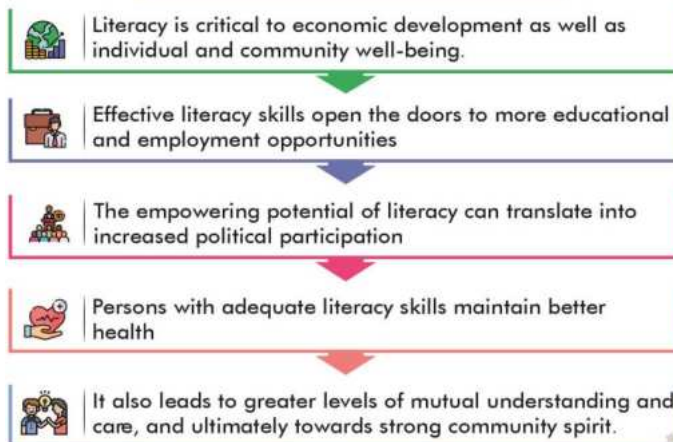 Literacy is critical to economic development as well as
individual and community well-being.
Effective literacy skills open the doors to more educational
and employment opportunities
The empowering potential of literacy can translate into
increased political participation
Persons with adequate literacy skills maintain better
health
It also leads to greater levels of mutual understanding and
care, and ultimately towards strong community spirit.